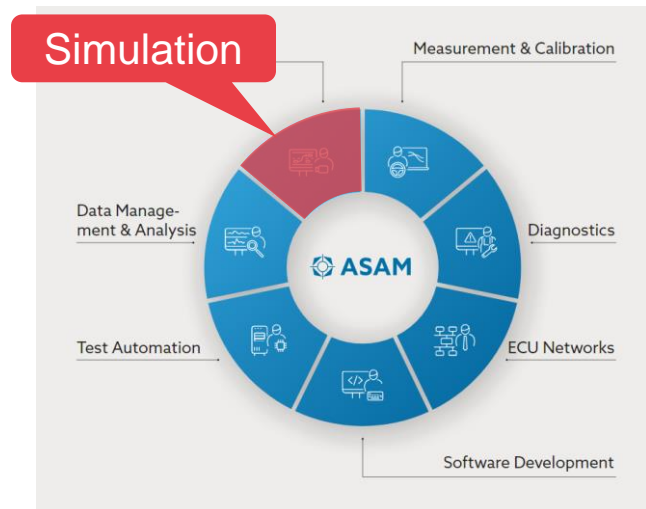 Simulation
Measurement & Calibration
Data Manage-
ment & Analysis
Diagnostics
ASAM
Test Automation
ECU Networks
</>
Software Development